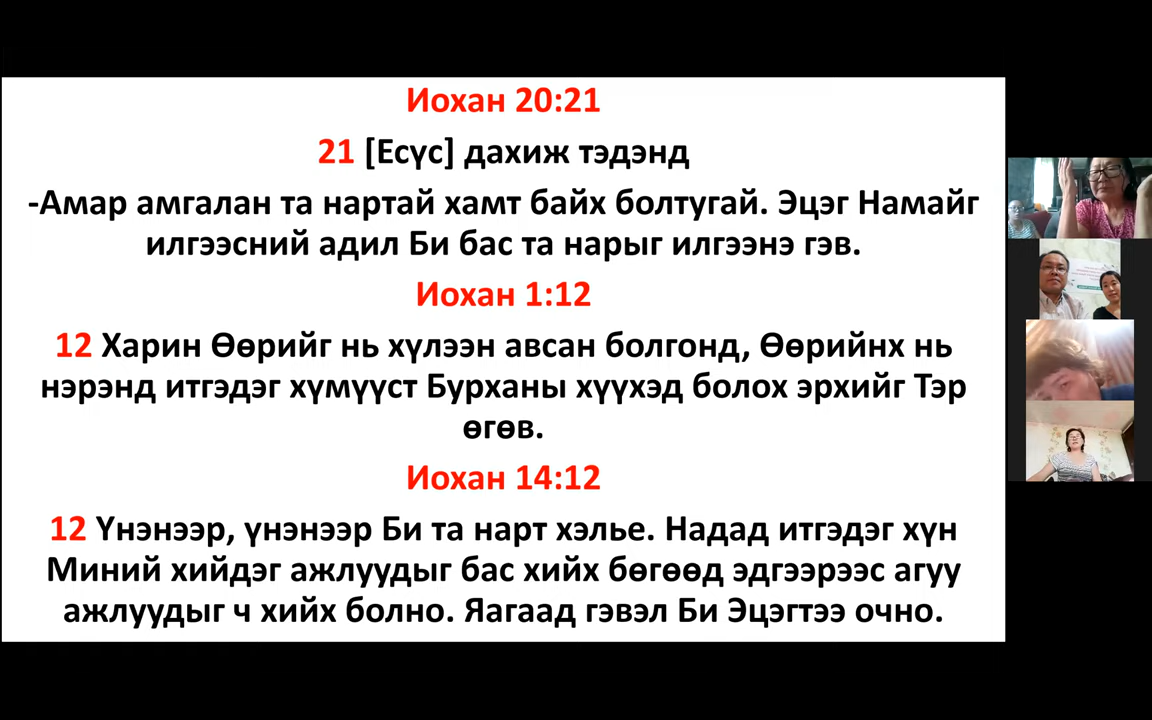 Иохан 20:21
21 [Есүс] дахиж тэдэнд
-Амар амгалан та нартай хамт байх болтугай. Эцэг Намайг
илгээсний адил Би бас та нарыг илгээнэ гэв.
Иохан 1:12
12 Харин Өөрийг нь хүлээн авсан болгонд, Өөрийнх нь
нэрэнд итгэдэг хүмүүст Бурханы хүүхэд болох эрхийг Тэр
өгөв.
Иохан 14:12
12 Үнэнээр, үнэнээр Би та нарт хэлье. Надад итгэдэг хүн
Миний хийдэг ажлуудыг бас хийх бөгөөд эдгээрээс агуу
ажлуудыг ч хийх болно. Яагаад гэвэл Би Эцэгтээ очно.